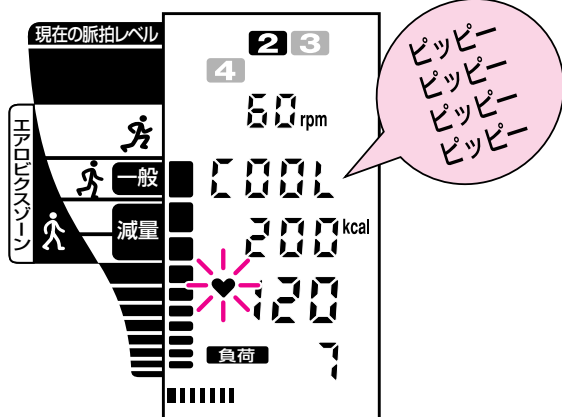 現在の脈拍レベル
2 3
4
60 rpm
ピッピー
ピッピー
ピッピー
ピッピー
エアロビクスゾーン
一般
COOL
減量
200 kcal
120
負荷 7